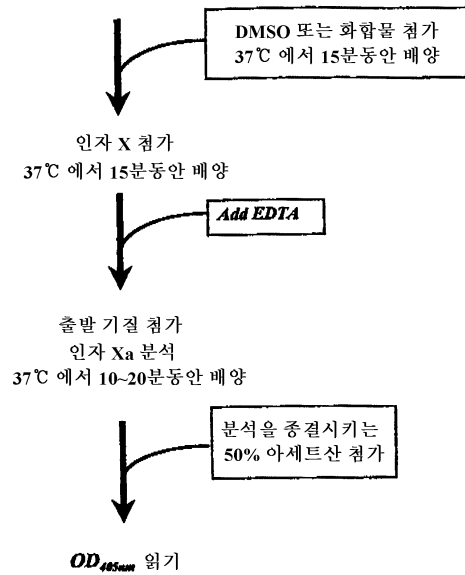 DMSO 또는 화합물 첨가
37℃ 에서 15분동안 배양
인자 X 첨가
37℃ 에서 15분동안 배양
Add EDTA
출발 기질 첨가
인자 Xa 분석
37℃ 에서 10~20분동안 배양
분석을 종결시키는
50% 아세트산 첨가
OD405nm 읽기